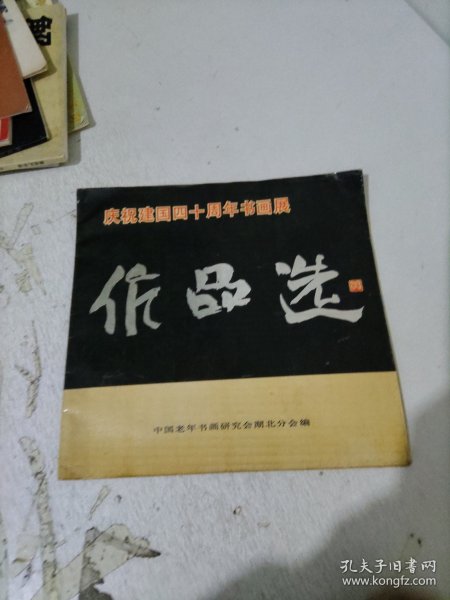 庆祝建国四十周年书画展
作品选
中国老年书画研究会湖北分会编
孔夫子旧书网
www.kongfz.com